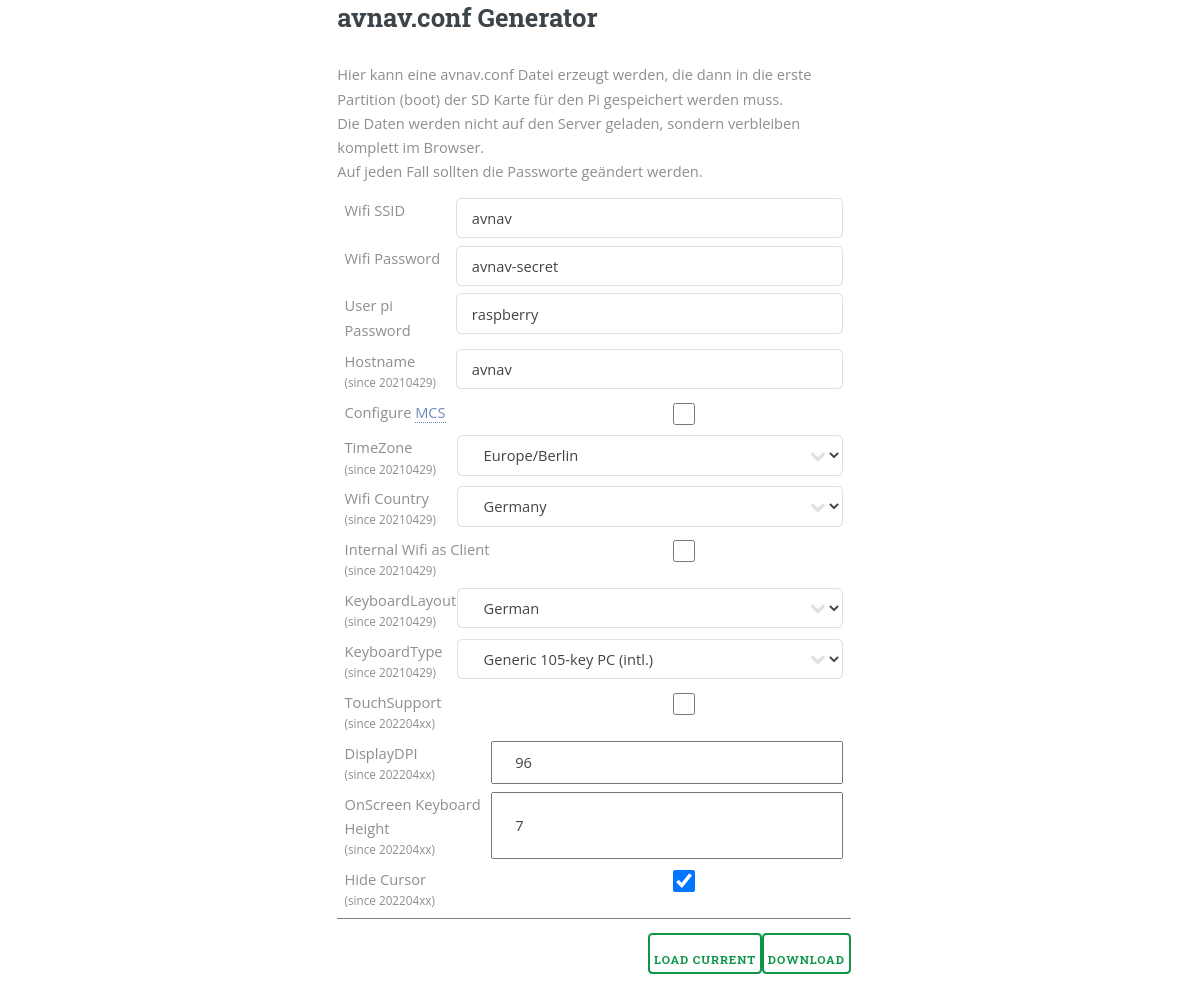 avnav.conf Generator
Hier kann eine avnav.conf Datei erzeugt werden, die dann in die erste
Partition (boot) der SD Karte für den Pi gespeichert werden muss.
Die Daten werden nicht auf den Server geladen, sondern verbleiben
komplett im Browser.
Auf jeden Fall sollten die Passworte geändert werden.
Wifi SSID avnav
Wifi Password avnav-secret
User pi
Password
raspberry
Hostname avnav
(since 20210429)
Configure MCS
TimeZone Europe/Berlin
(since 20210429)
Wifi Country Germany
(since 20210429)
Internal Wifi as Client
(since 20210429)
KeyboardLayout German
(since 20210429)
KeyboardType Generic 105-key PC (intl.)
(since 20210429)
TouchSupport
(since 202204xx)
DisplayDPI 96
(since 202204xx)
OnScreen Keyboard
Height 7
(since 202204xx)
Hide Cursor
(since 202204xx)
LOAD CURRENT DOWNLOAD